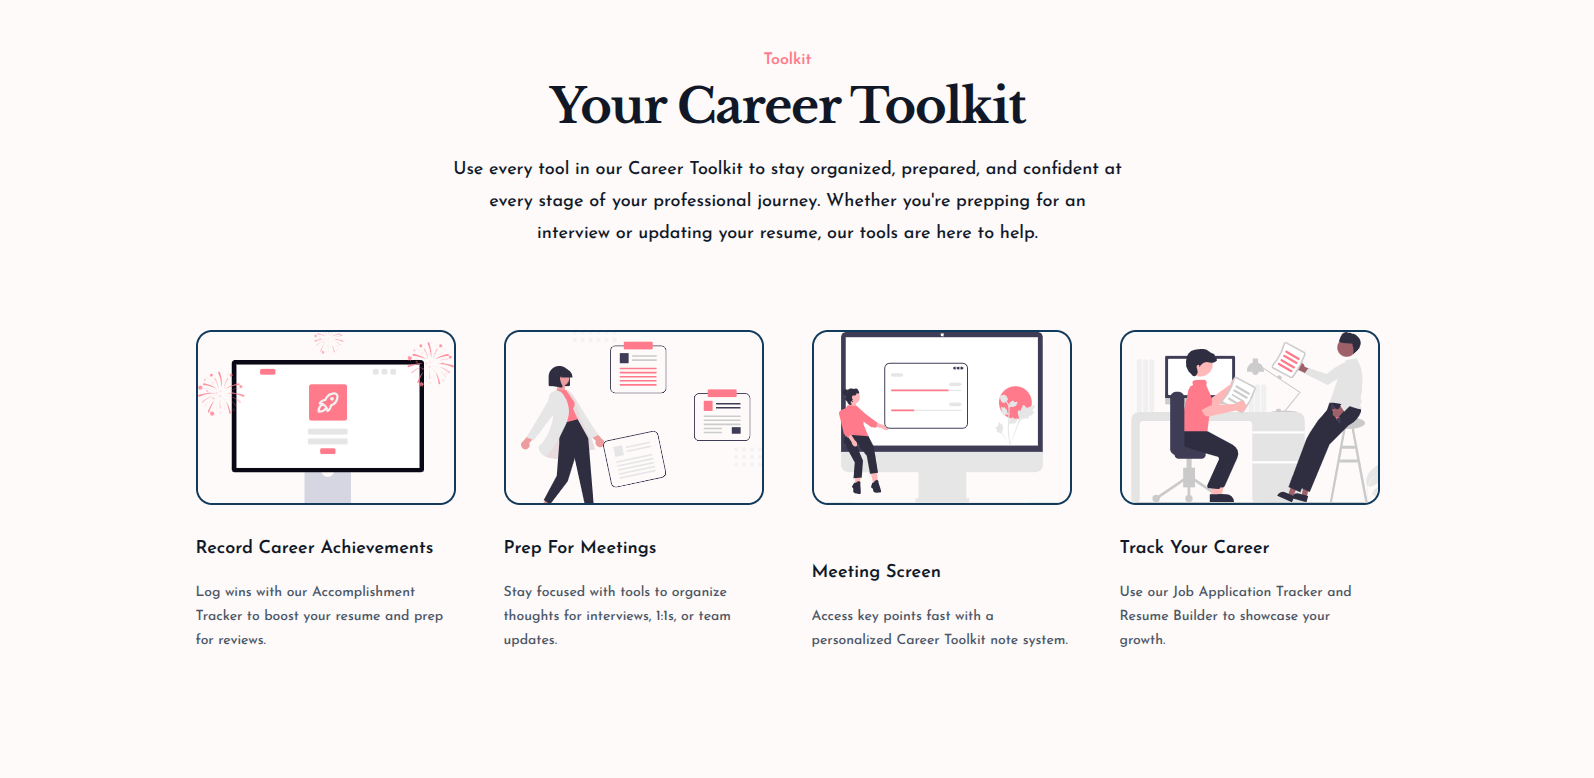 Toolkit
Your Career Toolkit
Use every tool in our Career Toolkit to stay organized, prepared, and confident at
every stage of your professional journey. Whether you're prepping for an
interview or updating your resume, our tools are here to help.
Record Career Achievements
Log wins with our Accomplishment
Tracker to boost your resume and prep
for reviews.
Prep For Meetings
Stay focused with tools to organize
thoughts for interviews, 1:1s, or team
updates.
Meeting Screen
Access key points fast with a
personalized Career Toolkit note system.
Track Your Career
Use our Job Application Tracker and
Resume Builder to showcase your
growth.